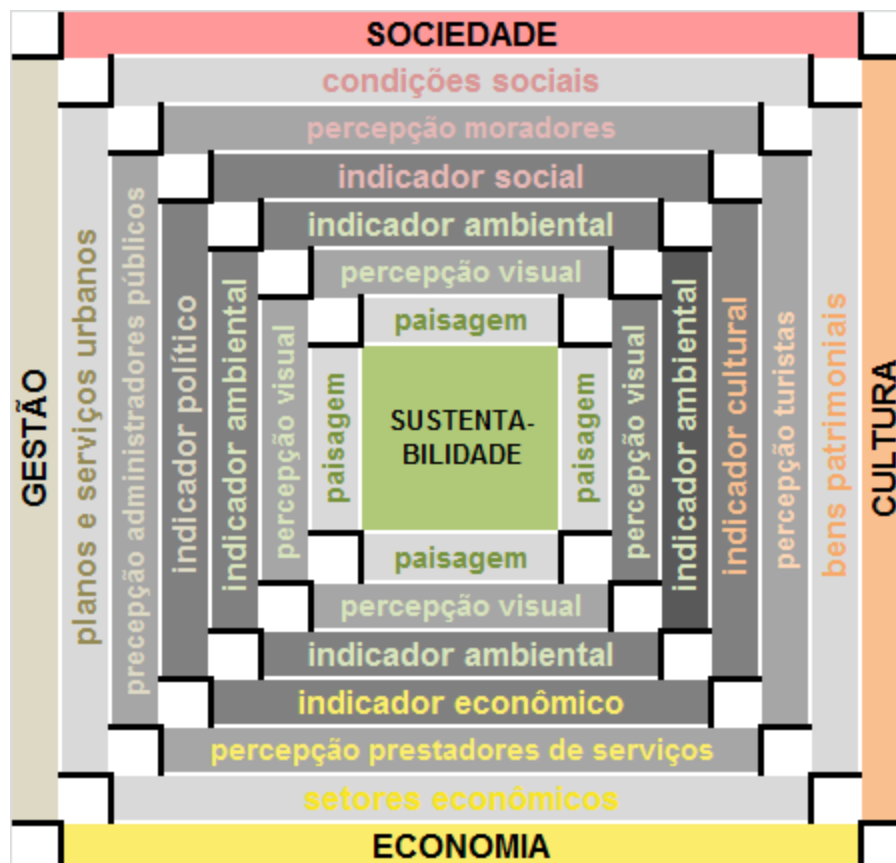 SOCIEDADE
condições sociais
percepção moradores
indicador social
indicador ambiental
percepção visual
paisagem
GESTÃO
planos e serviços urbanos
precepção administradores públicos
indicador político
indicador ambiental
percepção visual
paisagem
SUSTENTA-
BILIDADE
paisagem
percepção visual
indicador ambiental
indicador cultural
percepção turistas
bens patrimoniais
CULTURA
paisagem
percepção visual
indicador ambiental
indicador econômico
percepção prestadores de serviços
setores econômicos
ECONOMIA